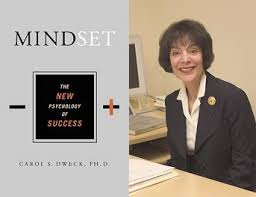 MINDSET
THE
NEW
PSYCHOLOGY
OF
SUCCESS
CAROL S. DWECK, PH.D.